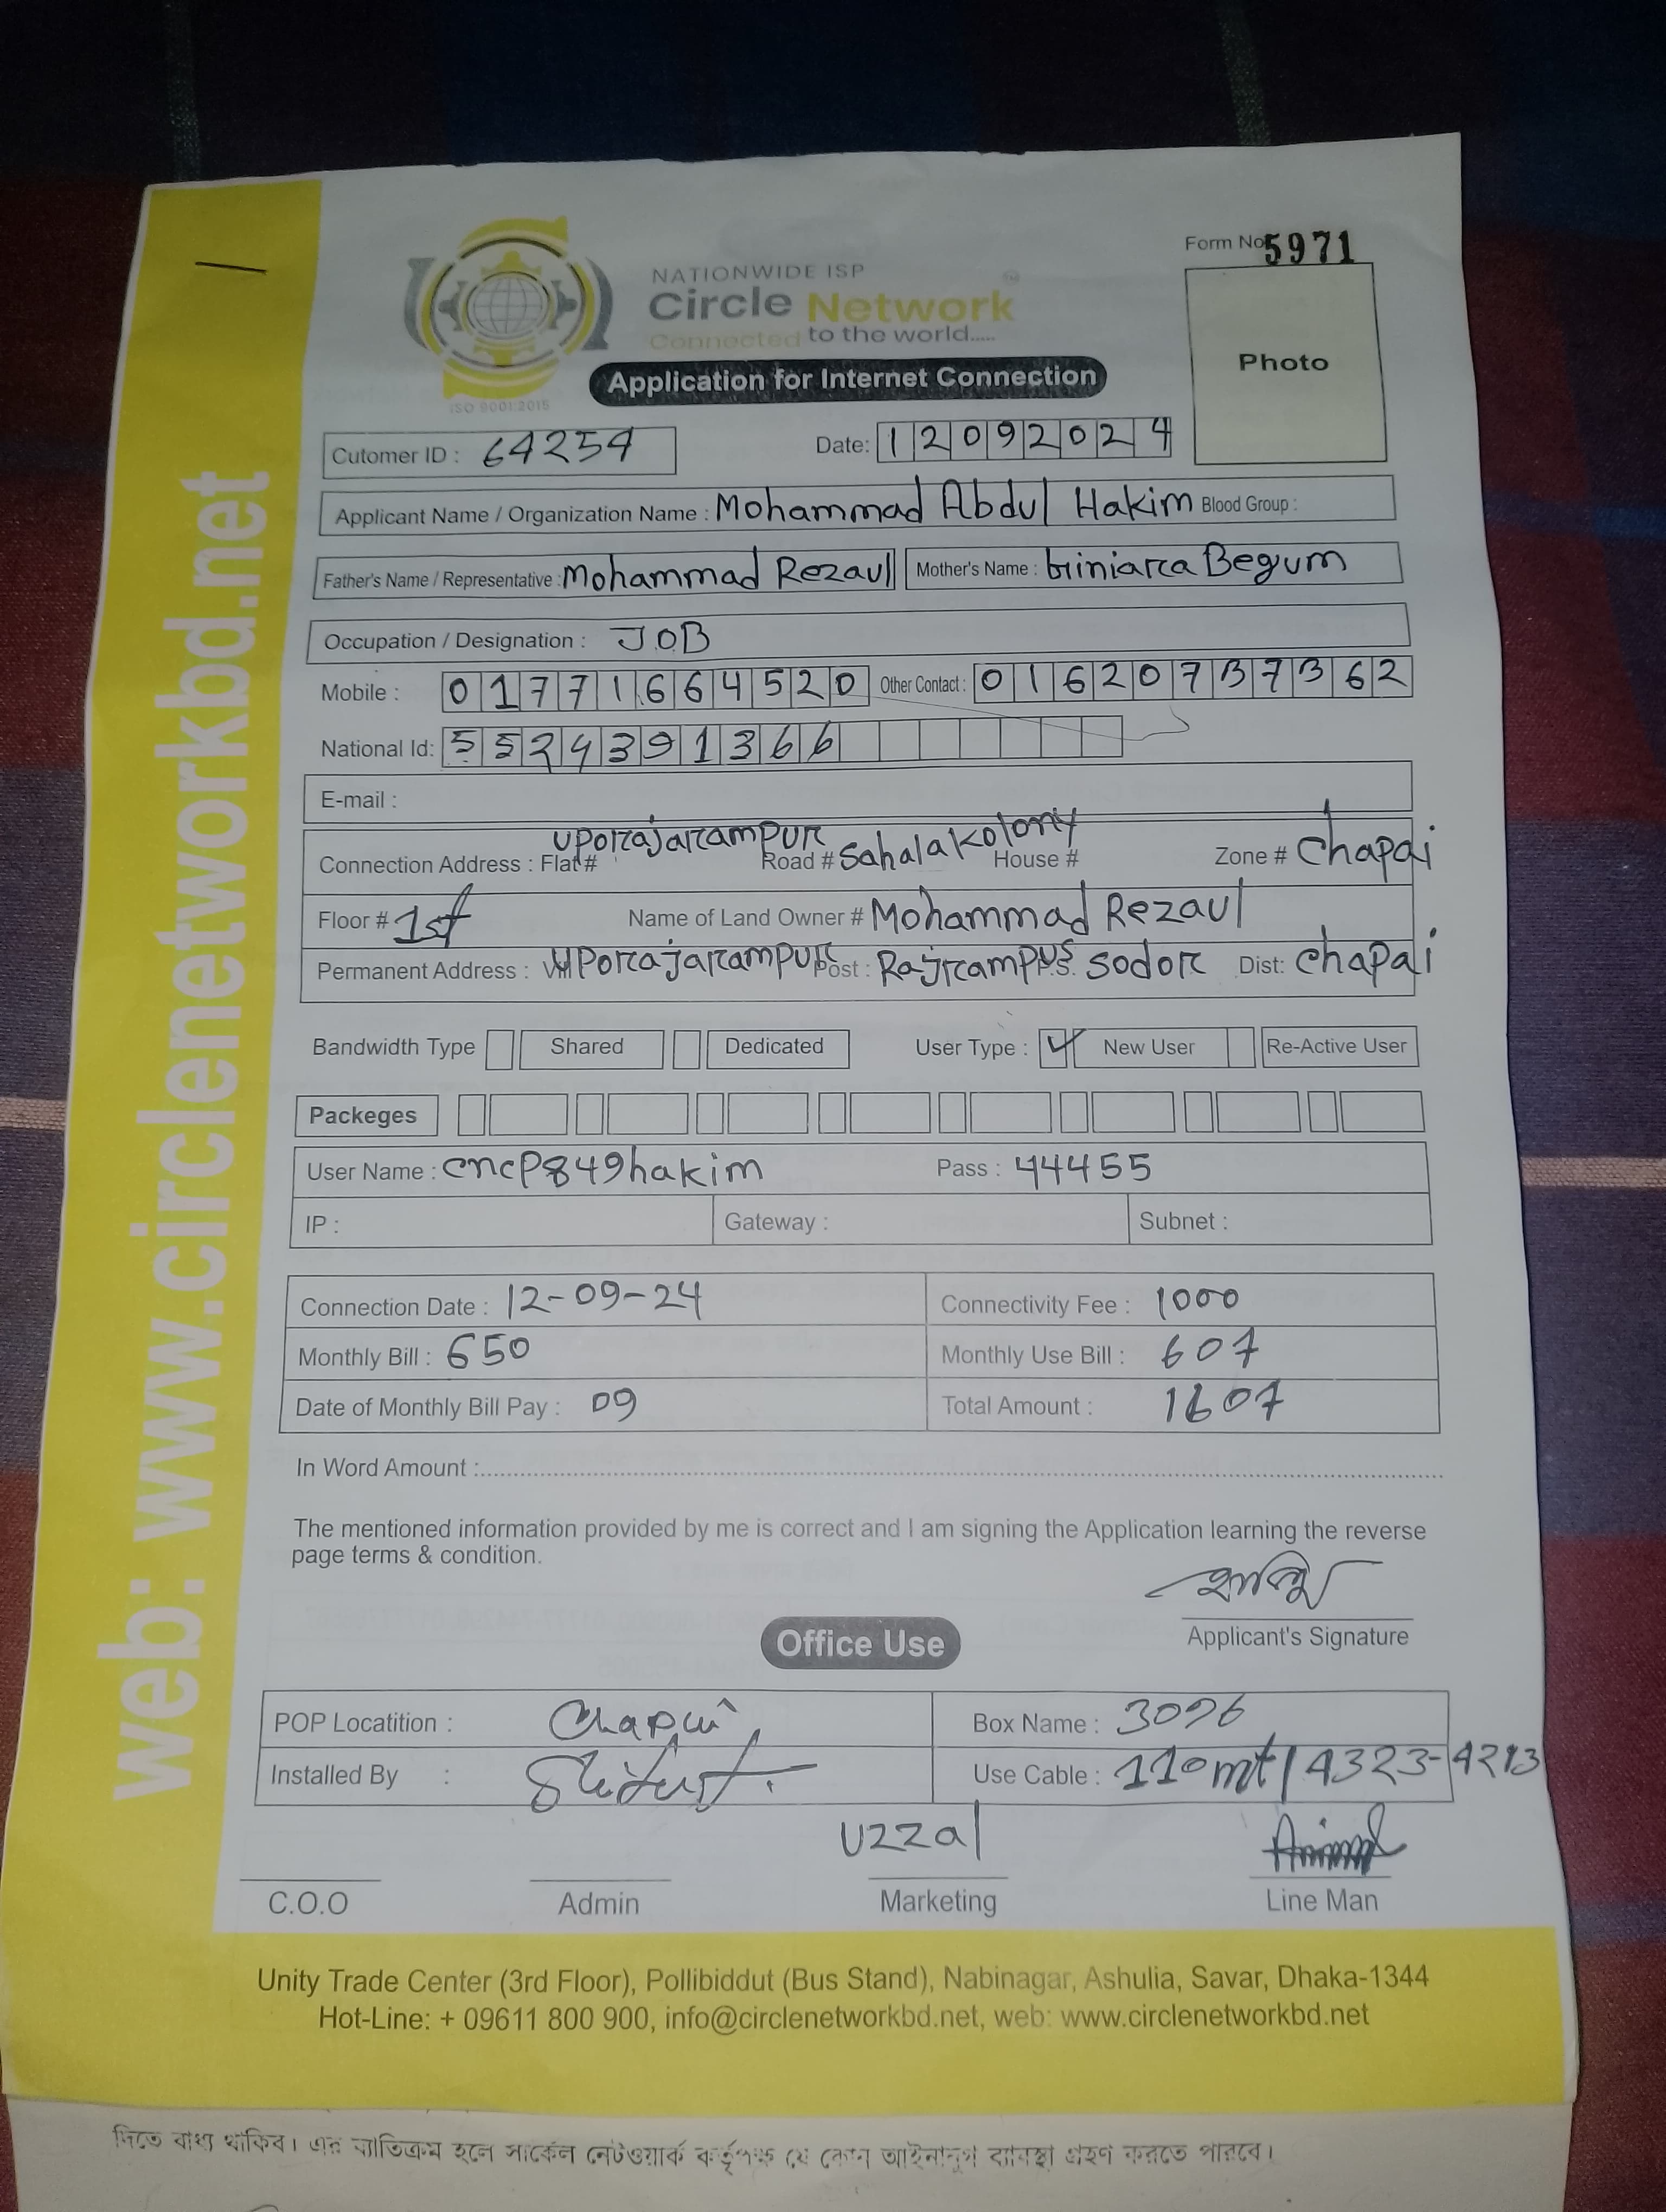 Form No 5971
NATIONWIDE ISP
Circle Network
Connected to the world.....
ISO 9001:2015
Application for Internet Connection
Photo
Cutomer ID : 64254
Date: 12092024
Applicant Name / Organization Name : Mohammad Abdul Hakim Blood Group :
Father's Name / Representative : Mohammad Rezaul Mother's Name : Begum
Occupation / Designation : JOB
Mobile : 01771664520 Other Contact : 01620737362
National Id: 5524391366
E-mail :
Connection Address : Flat # Uporrajarampur Road # Sahalakolony House # Zone # Chapai
Floor # 1st Name of Land Owner # Mohammad Rezaul
Permanent Address : Uporrajarampur Post : Rajrampur P.S. Sodor Dist: Chapai
Bandwidth Type Shared Dedicated User Type : ✓ New User Re-Active User
Packeges
User Name : cncp849hakim Pass : 44455
IP : Gateway : Subnet :
Connection Date : 12-09-24 Connectivity Fee : 1000
Monthly Bill : 650 Monthly Use Bill : 607
Date of Monthly Bill Pay : 09 Total Amount : 1607
In Word Amount :
The mentioned information provided by me is correct and I am signing the Application learning the reverse
page terms & condition.
Applicant's Signature
Office Use
POP Locatition : Chapai Box Name : 3096
Installed By : Use Cable : 110mt / 4323-4213
Uzzal
C.O.O Admin Marketing Line Man
Unity Trade Center (3rd Floor), Pollibiddut (Bus Stand), Nabinagar, Ashulia, Savar, Dhaka-1344
Hot-Line: + 09611 800 900, info@circlenetworkbd.net, web: www.circlenetworkbd.net
web: www.circlenetworkbd.net
দিতে বাধ্য থাকিব। এর ব্যাতিক্রম হলে সার্কেল নেটওয়ার্ক কর্তৃপক্ষ যে কোন আইনানুগ ব্যাবস্থা গ্রহণ করতে পারবে।